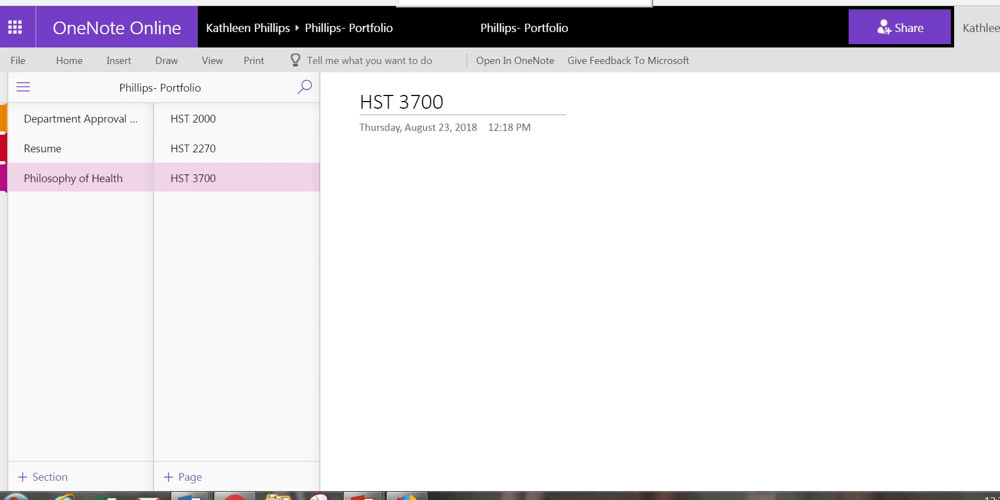 OneNote Online
Kathleen Phillips ▸ Phillips- Portfolio
Phillips- Portfolio
Share
Kathlee
File Home Insert Draw View Print Tell me what you want to do Open In OneNote Give Feedback To Microsoft
Phillips- Portfolio
Department Approval ...
Resume
Philosophy of Health
HST 2000
HST 2270
HST 3700
+ Section
+ Page
HST 3700
Thursday, August 23, 2018 12:18 PM